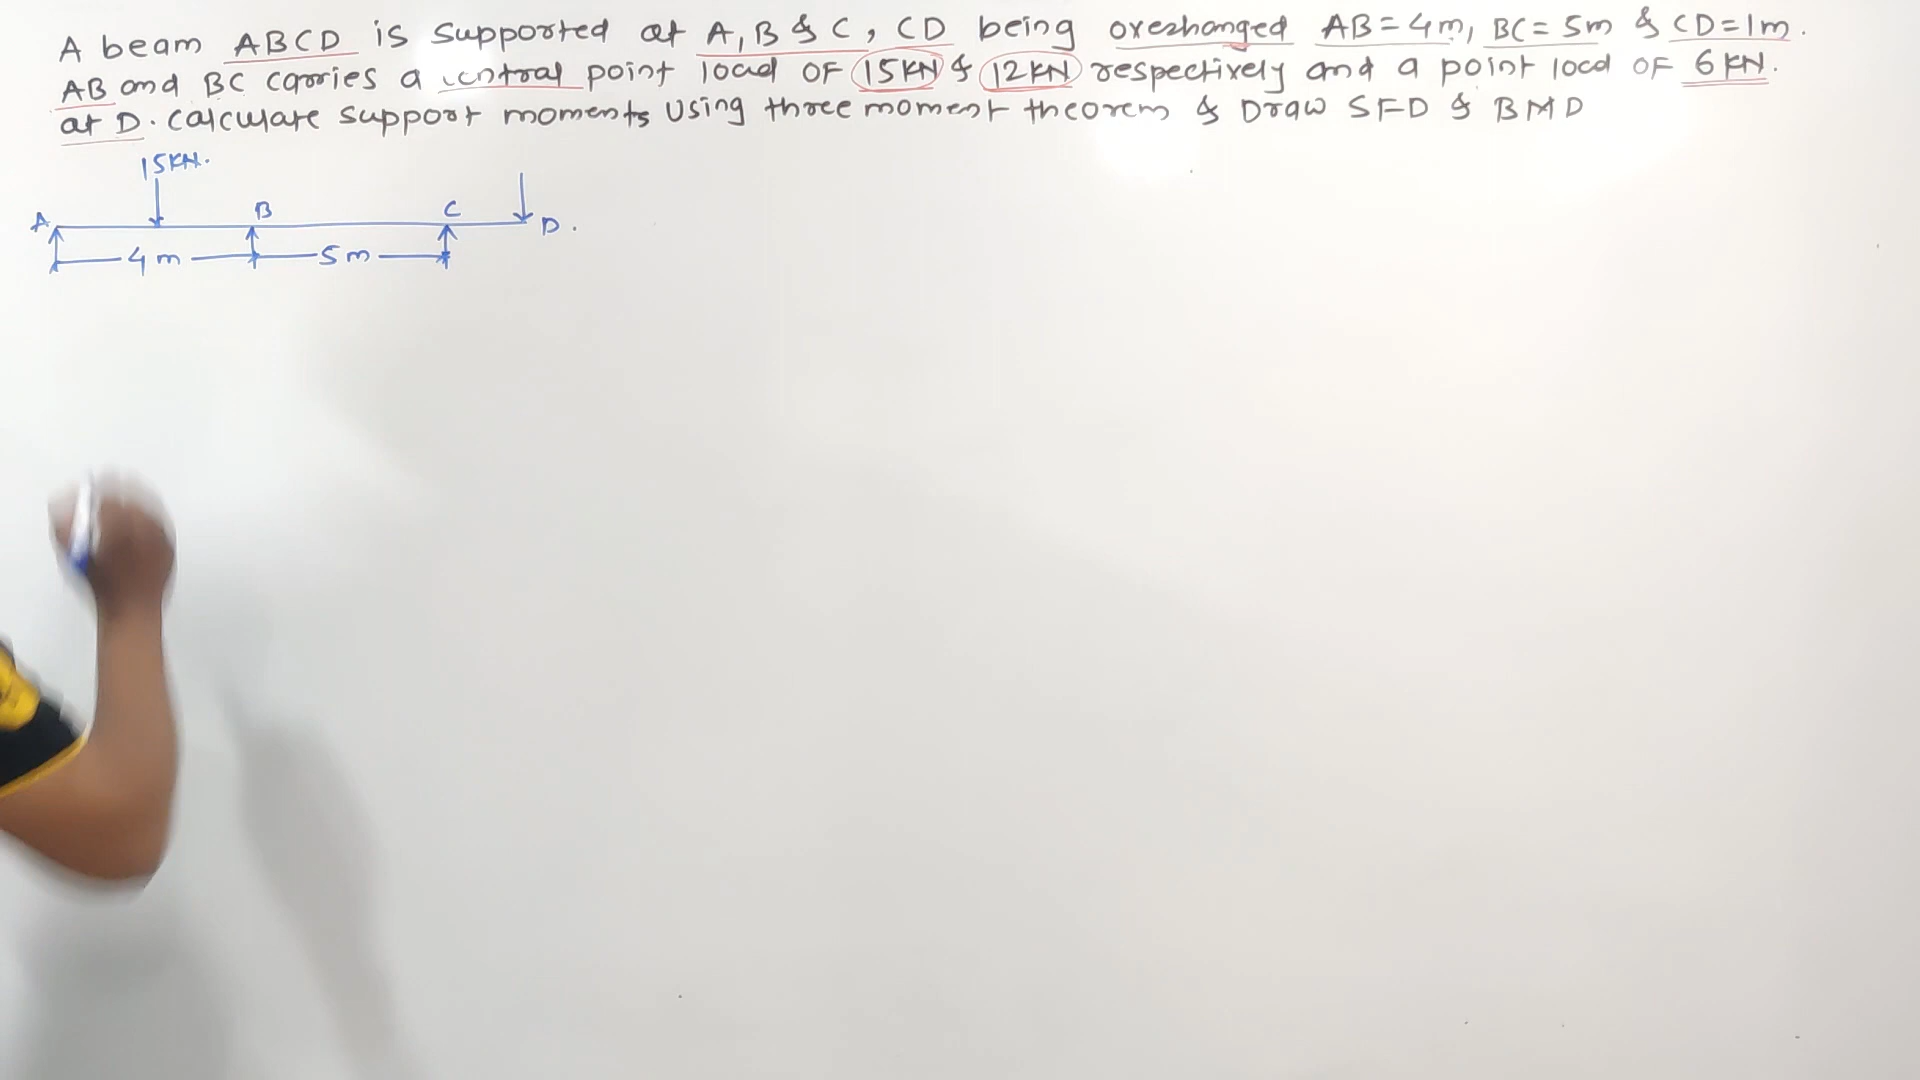 A beam ABCD is supported at A, B & C, CD being overhanged AB = 4m, BC = 5m & CD = 1m.
AB and BC carries a central point load OF 15KN & 12KN respectively and a point load OF 6KN.
at D. calculate support moments Using three moment theorem & Draw SFD & BMD
15KN.
A B C D.
4m 5m